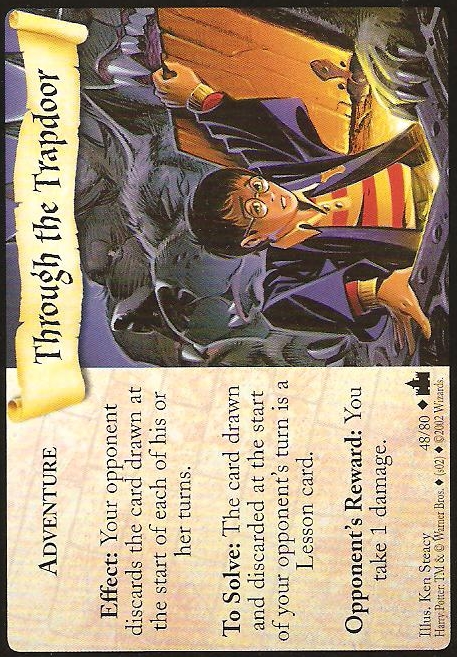 Through the Trapdoor
ADVENTURE
Effect: Your opponent
discards the card drawn at
the start of each of his or
her turns.
To Solve: The card drawn
and discarded at the start
of your opponent's turn is a
Lesson card.
Opponent's Reward: You
take 1 damage.
Illus. Ken Steacy 48/80 ◆
Harry Potter: TM & © Warner Bros. ◆ (s02) ◆ ©2002 Wizards.